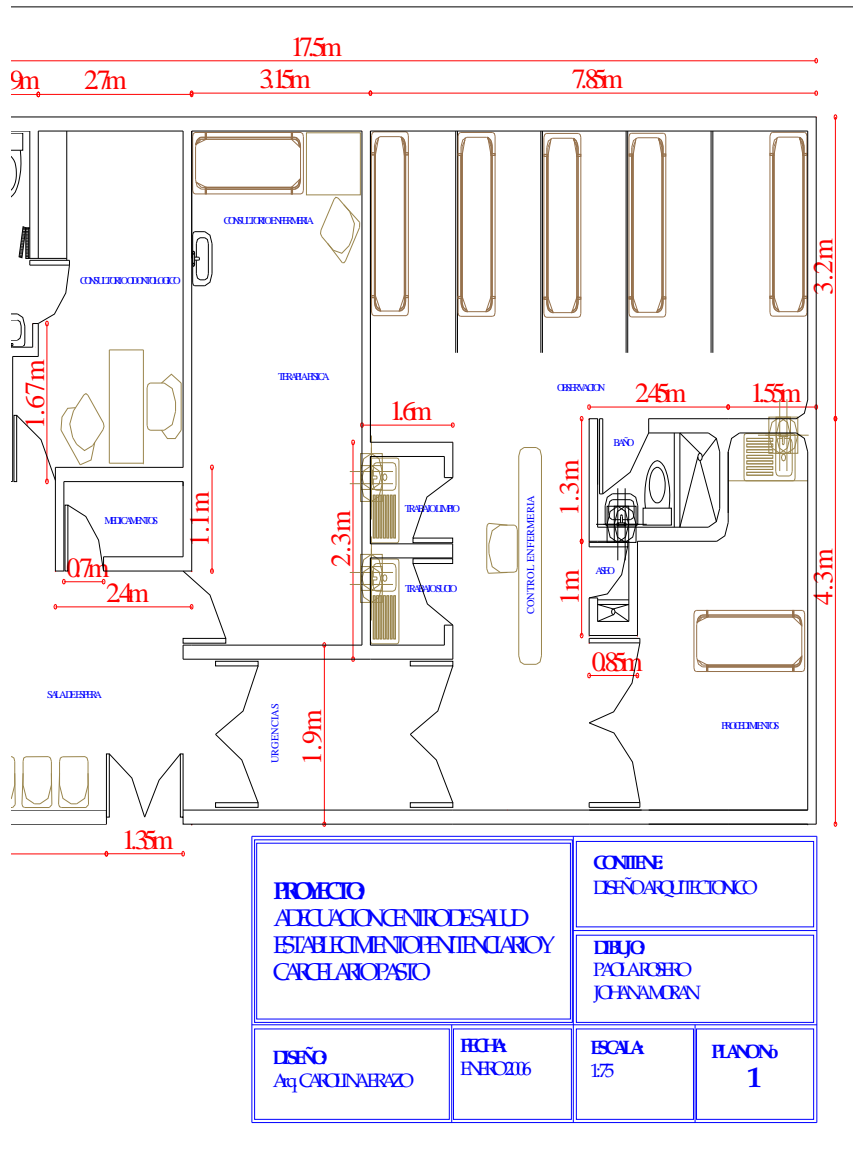 17.5m
9m 2.7m 3.15m 7.85m
CONSULTORIO ENFERMERIA
3.2m
CONSULTORIO ODONTOLOGICO
1.67m
TERAPIA FISICA
OBSERVACION
2.45m 1.55m
1.6m
BAÑO
1.3m
1.1m
MEDICAMENTOS
TRABAJO LIMPIO
2.3m
CONTROL ENFERMERIA
0.7m
ASEO
1m
4.3m
2.4m
TRABAJO SUCIO
0.85m
SALA DE ESPERA
URGENCIAS
1.9m
PROCEDIMIENTOS
1.35m
PROYECTO:
ADECUACION CENTRO DE SALUD
ESTABLECIMIENTO PENITENCIARIO Y
CARCELARIO PASTO
CONTIENE:
DISEÑO ARQUITECTONICO
DIBUJO:
PAOLA ROSERO
JOHANA MORAN
DISEÑO:
Arq. CAROLINA ERAZO
FECHA:
ENERO 2.006
ESCALA:
1:75
PLANO No.
1